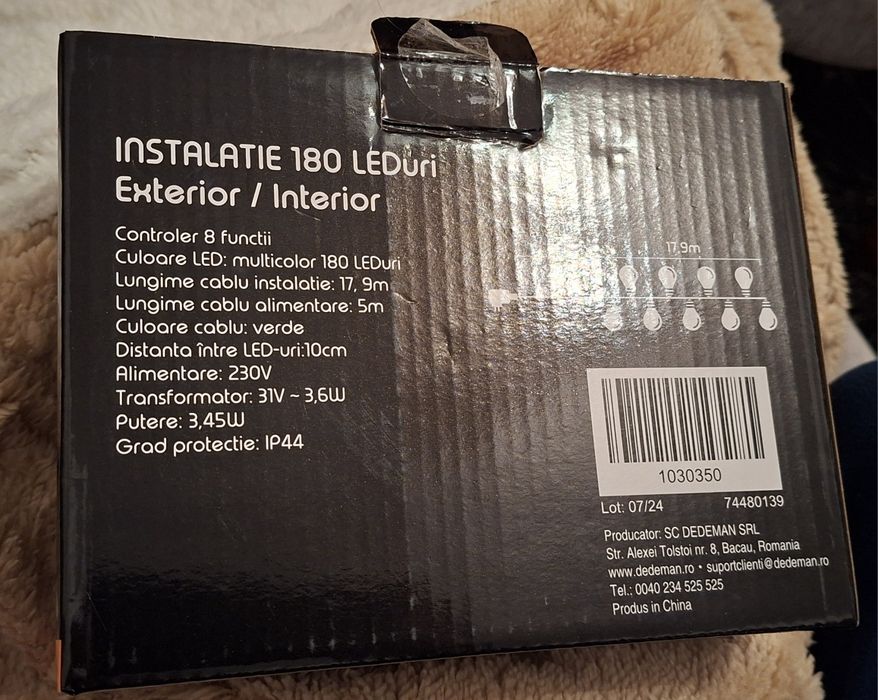 INSTALATIE 180 LEDuri
Exterior / Interior
Controler 8 functii
Culoare LED: multicolor 180 LEDuri
Lungime cablu instalatie: 17, 9m
Lungime cablu alimentare: 5m
Culoare cablu: verde
Distanta între LED-uri:10cm
Alimentare: 230V
Transformator: 31V ~ 3,6W
Putere: 3,45W
Grad protectie: IP44
17,9m
1030350
Lot: 07/24 74480139
Producator: SC DEDEMAN SRL
Str. Alexei Tolstoi nr. 8, Bacau, Romania
www.dedeman.ro • suportclienti@dedeman.ro
Tel.: 0040 234 525 525
Produs in China